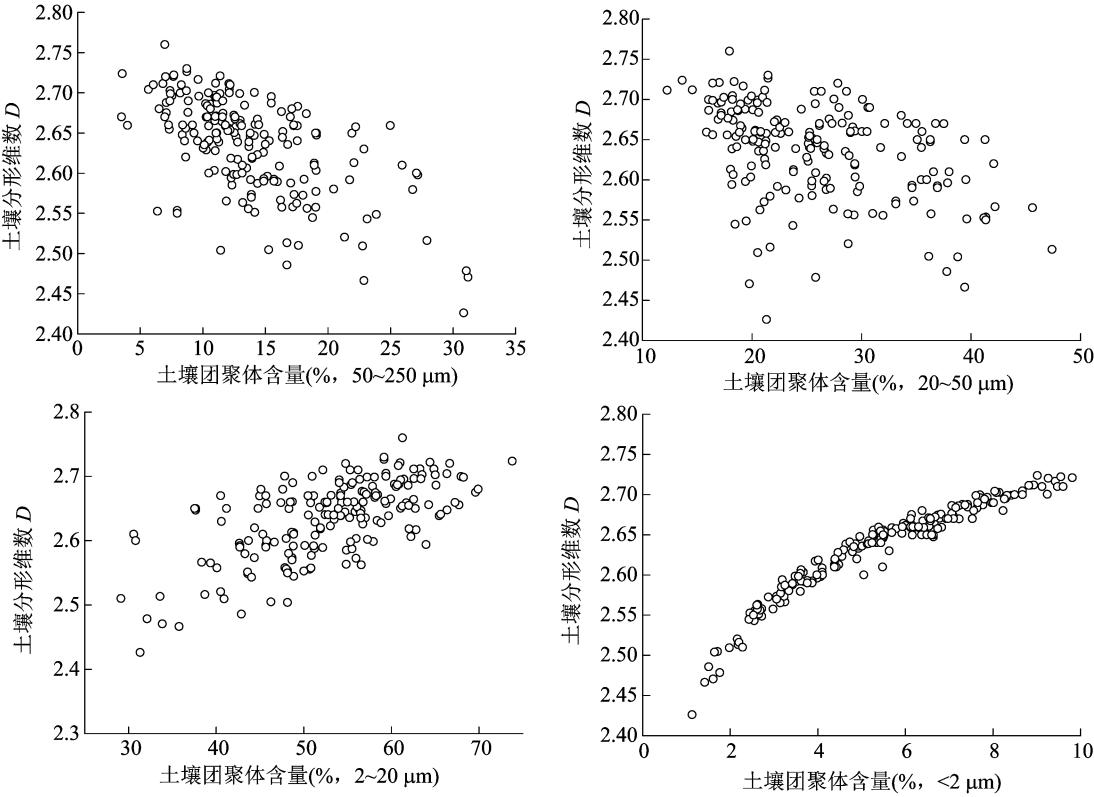 2.80
2.75
2.70
2.65
2.60
2.55
2.50
2.45
2.40
土壤分形维数 D
0 5 10 15 20 25 30 35
土壤团聚体含量(%，50~250 μm)
2.80
2.75
2.70
2.65
2.60
2.55
2.50
2.45
2.40
土壤分形维数 D
10 20 30 40 50
土壤团聚体含量(%，20~50 μm)
2.8
2.7
2.6
2.5
2.4
2.3
土壤分形维数 D
30 40 50 60 70
土壤团聚体含量(%，2~20 μm)
2.80
2.75
2.70
2.65
2.60
2.55
2.50
2.45
2.40
土壤分形维数 D
0 2 4 6 8 10
土壤团聚体含量(%，<2 μm)